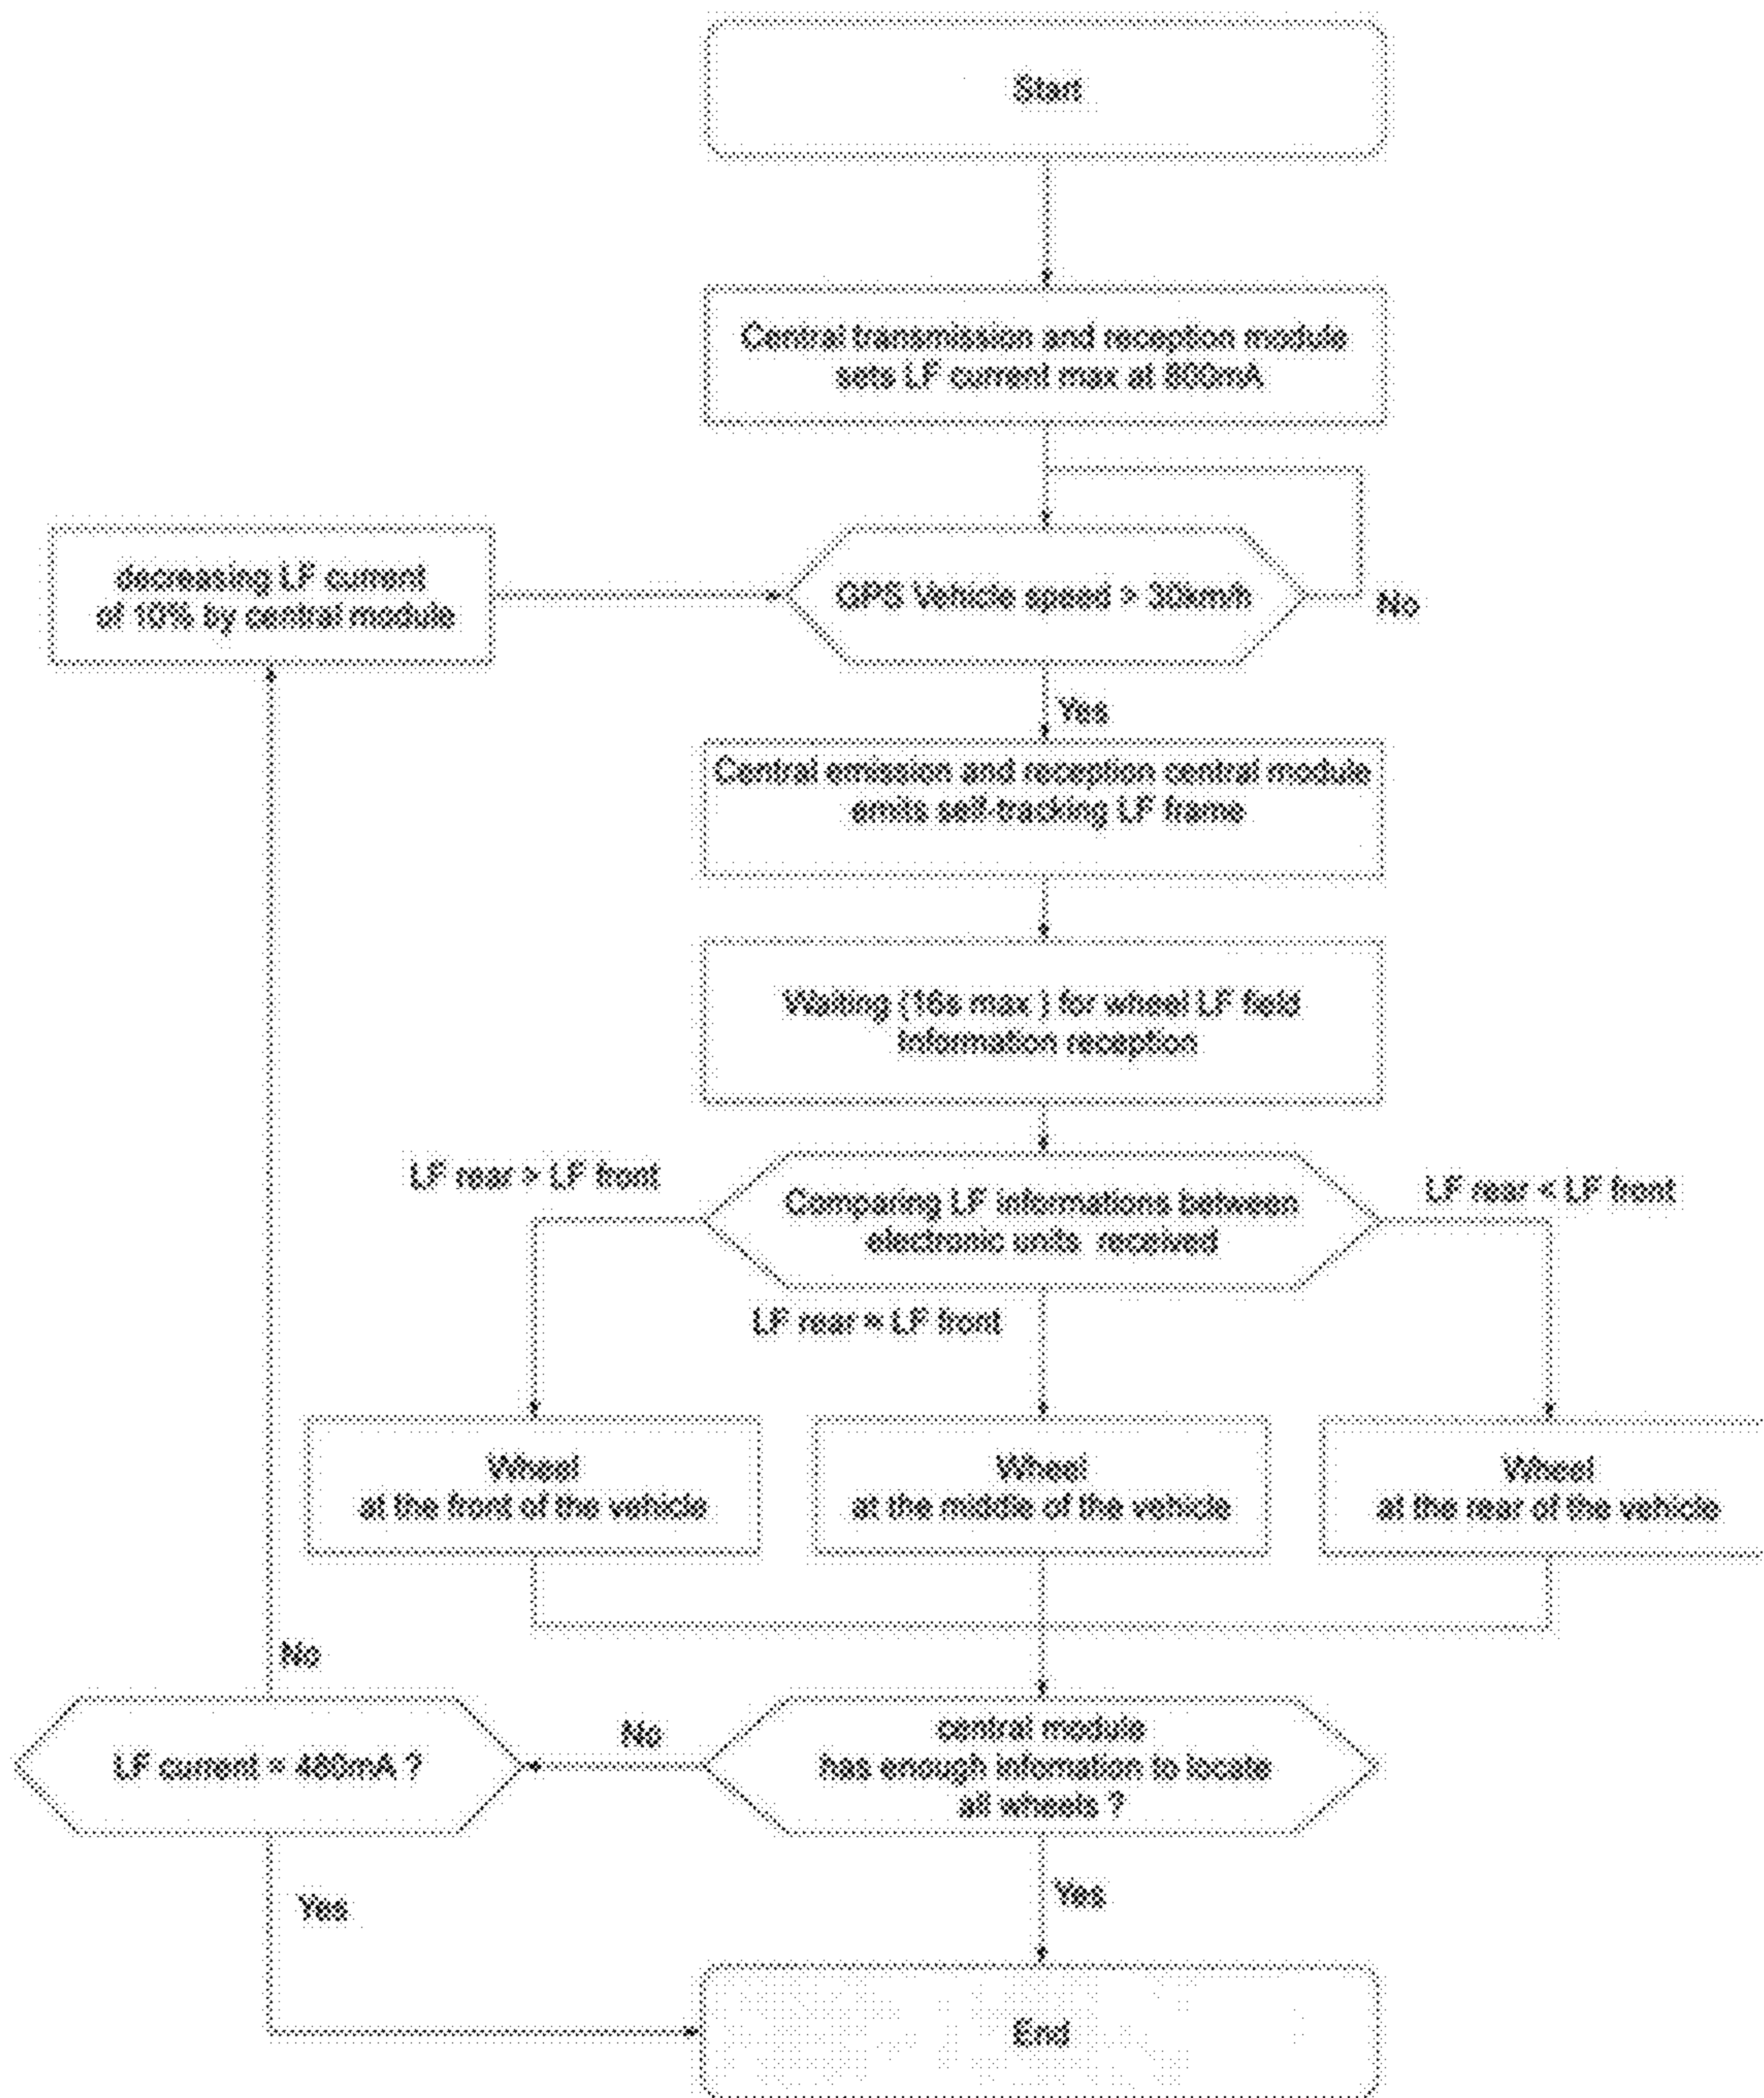 Start
Central transmission and reception module
sets LF current max at 800mA
decreasing LF current
of 10% by central module
GPS Vehicle speed > 30km/h
No
Yes
Central emission and reception central module
emits self-tracking LF frame
Waiting (16s max ) for wheel LF field
Information reception
LF rear > LF front
Comparing LF informations between
electronic units received
LF rear < LF front
LF rear = LF front
Wheel
at the front of the vehicle
Wheel
at the middle of the vehicle
Wheel
at the rear of the vehicle
No
LF current = 480mA ?
No
central module
has enough infomation to locate
all wheels ?
Yes
Yes
End